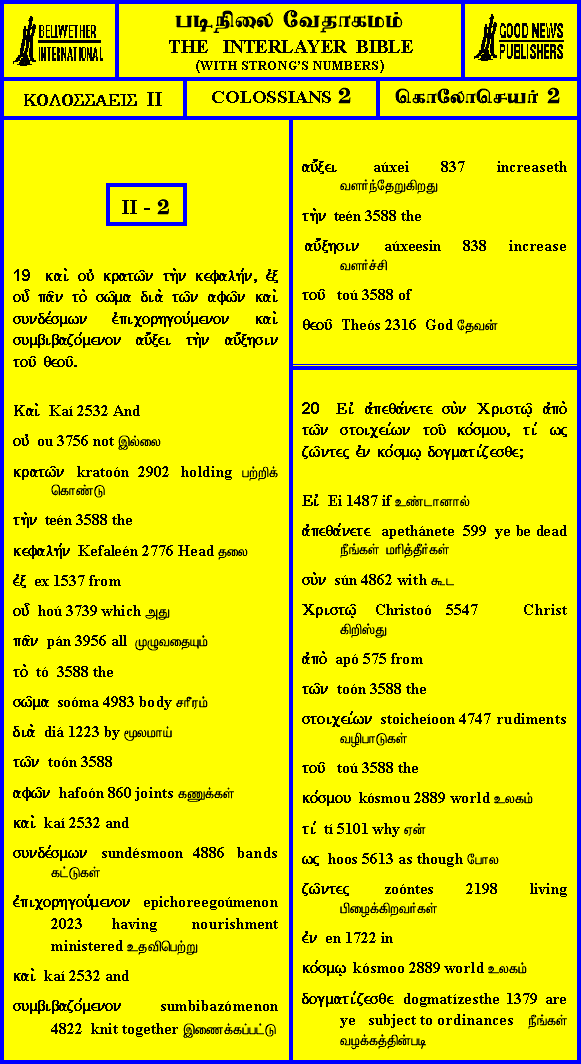 BELLWETHER
INTERNATIONAL
படிநிலை வேதாகமம்
THE INTERLAYER BIBLE
(WITH STRONG'S NUMBERS)
GOOD NEWS
PUBLISHERS
ΚΟΛΟΣΣΑΕΙΣ II
COLOSSIANS 2
கொலோசெயர் 2
II - 2
19 καὶ οὐ κρατῶν τὴν κεφαλήν, ἐξ
οὗ πᾶν τὸ σῶμα διὰ τῶν αφῶν καὶ
συνδέσμων ἐπιχορηγούμενον καὶ
συμβιβαζόμενον αὔξει τὴν αὔξησιν
τοῦ θεοῦ.
Καὶ Kaí 2532 And
οὐ ou 3756 not இல்லை
κρατῶν kratoón 2902 holding பற்றிக்
கொண்டு
τὴν teén 3588 the
κεφαλήν Kefaleén 2776 Head தலை
ἐξ ex 1537 from
οὗ hoú 3739 which அது
πᾶν pán 3956 all முழுவதையும்
τὸ tó 3588 the
σῶμα soóma 4983 body சரீரம்
διὰ diá 1223 by மூலமாய்
τῶν toón 3588
αφῶν hafoón 860 joints கணுக்கள்
καὶ kaí 2532 and
συνδέσμων sundésmoon 4886 bands
கட்டுகள்
ἐπιχορηγούμενον epichoreegoúmenon
2023 having nourishment
ministered உதவிபெற்று
καὶ kaí 2532 and
συμβιβαζόμενον sumbibazómenon
4822 knit together இணைக்கப்பட்டு
αὔξει aúxei 837 increaseth
வளர்ந்தேறுகிறது
τὴν teén 3588 the
αὔξησιν aúxeesin 838 increase
வளர்ச்சி
τοῦ toú 3588 of
θεοῦ Theós 2316 God தேவன்
20 Εἰ ἀπεθάνετε σὺν Χριστῷ ἀπὸ
τῶν στοιχείων τοῦ κόσμου, τί ως
ζῶντες ἐν κόσμῳ δογματίζεσθε;
Εἰ Ei 1487 if உண்டானால்
ἀπεθάνετε apethánete 599 ye be dead
நீங்கள் மரித்தீர்கள்
σὺν sún 4862 with கூட
Χριστῷ Christoó 5547 Christ
கிறிஸ்து
ἀπὸ apó 575 from
τῶν toón 3588 the
στοιχείων stoicheíoon 4747 rudiments
வழிபாடுகள்
τοῦ toú 3588 the
κόσμου kósmou 2889 world உலகம்
τί tí 5101 why ஏன்
ως hoos 5613 as though போல
ζῶντες zoóntes 2198 living
பிழைக்கிறவர்கள்
ἐν en 1722 in
κόσμῳ kósmoo 2889 world உலகம்
δογματίζεσθε dogmatízesthe 1379 are
ye subject to ordinances நீங்கள்
வழக்கத்தின்படி